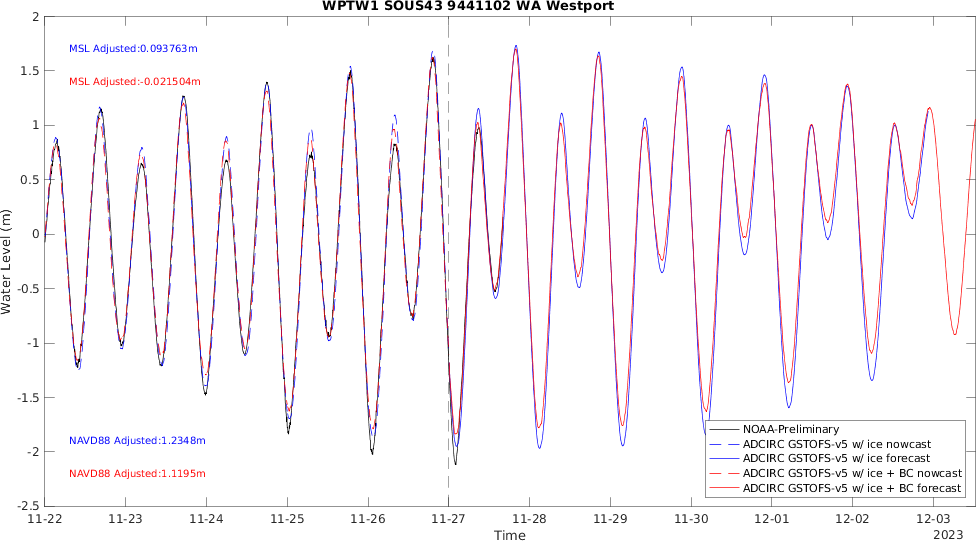 WPTW1 SOUS43 9441102 WA Westport
MSL Adjusted:0.093763m
MSL Adjusted:-0.021504m
NAVD88 Adjusted:1.2348m
NAVD88 Adjusted:1.1195m
Water Level (m)
2
1.5
1
0.5
0
-0.5
-1
-1.5
-2
-2.5
NOAA-Preliminary
ADCIRC GSTOFS-v5 w/ ice nowcast
ADCIRC GSTOFS-v5 w/ ice forecast
ADCIRC GSTOFS-v5 w/ ice + BC nowcast
ADCIRC GSTOFS-v5 w/ ice + BC forecast
11-22 11-23 11-24 11-25 11-26 11-27 11-28 11-29 11-30 12-01 12-02 12-03
2023
Time